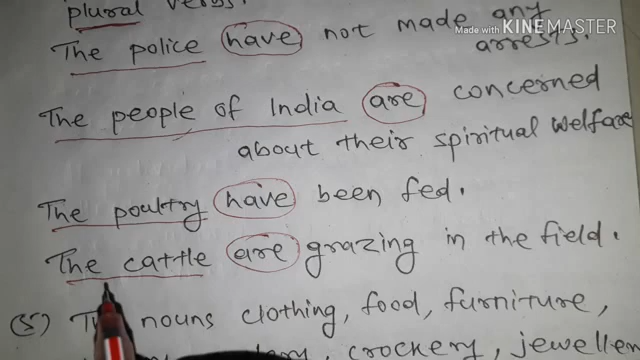 plural verbs.
The police have not made any
arrests.
Made with KINEMASTER
The people of India are concerned
about their spiritual welfare
The poultry have been fed.
The cattle are grazing in the field.
(5) nouns clothing, food, furniture,
crockery, jeweller